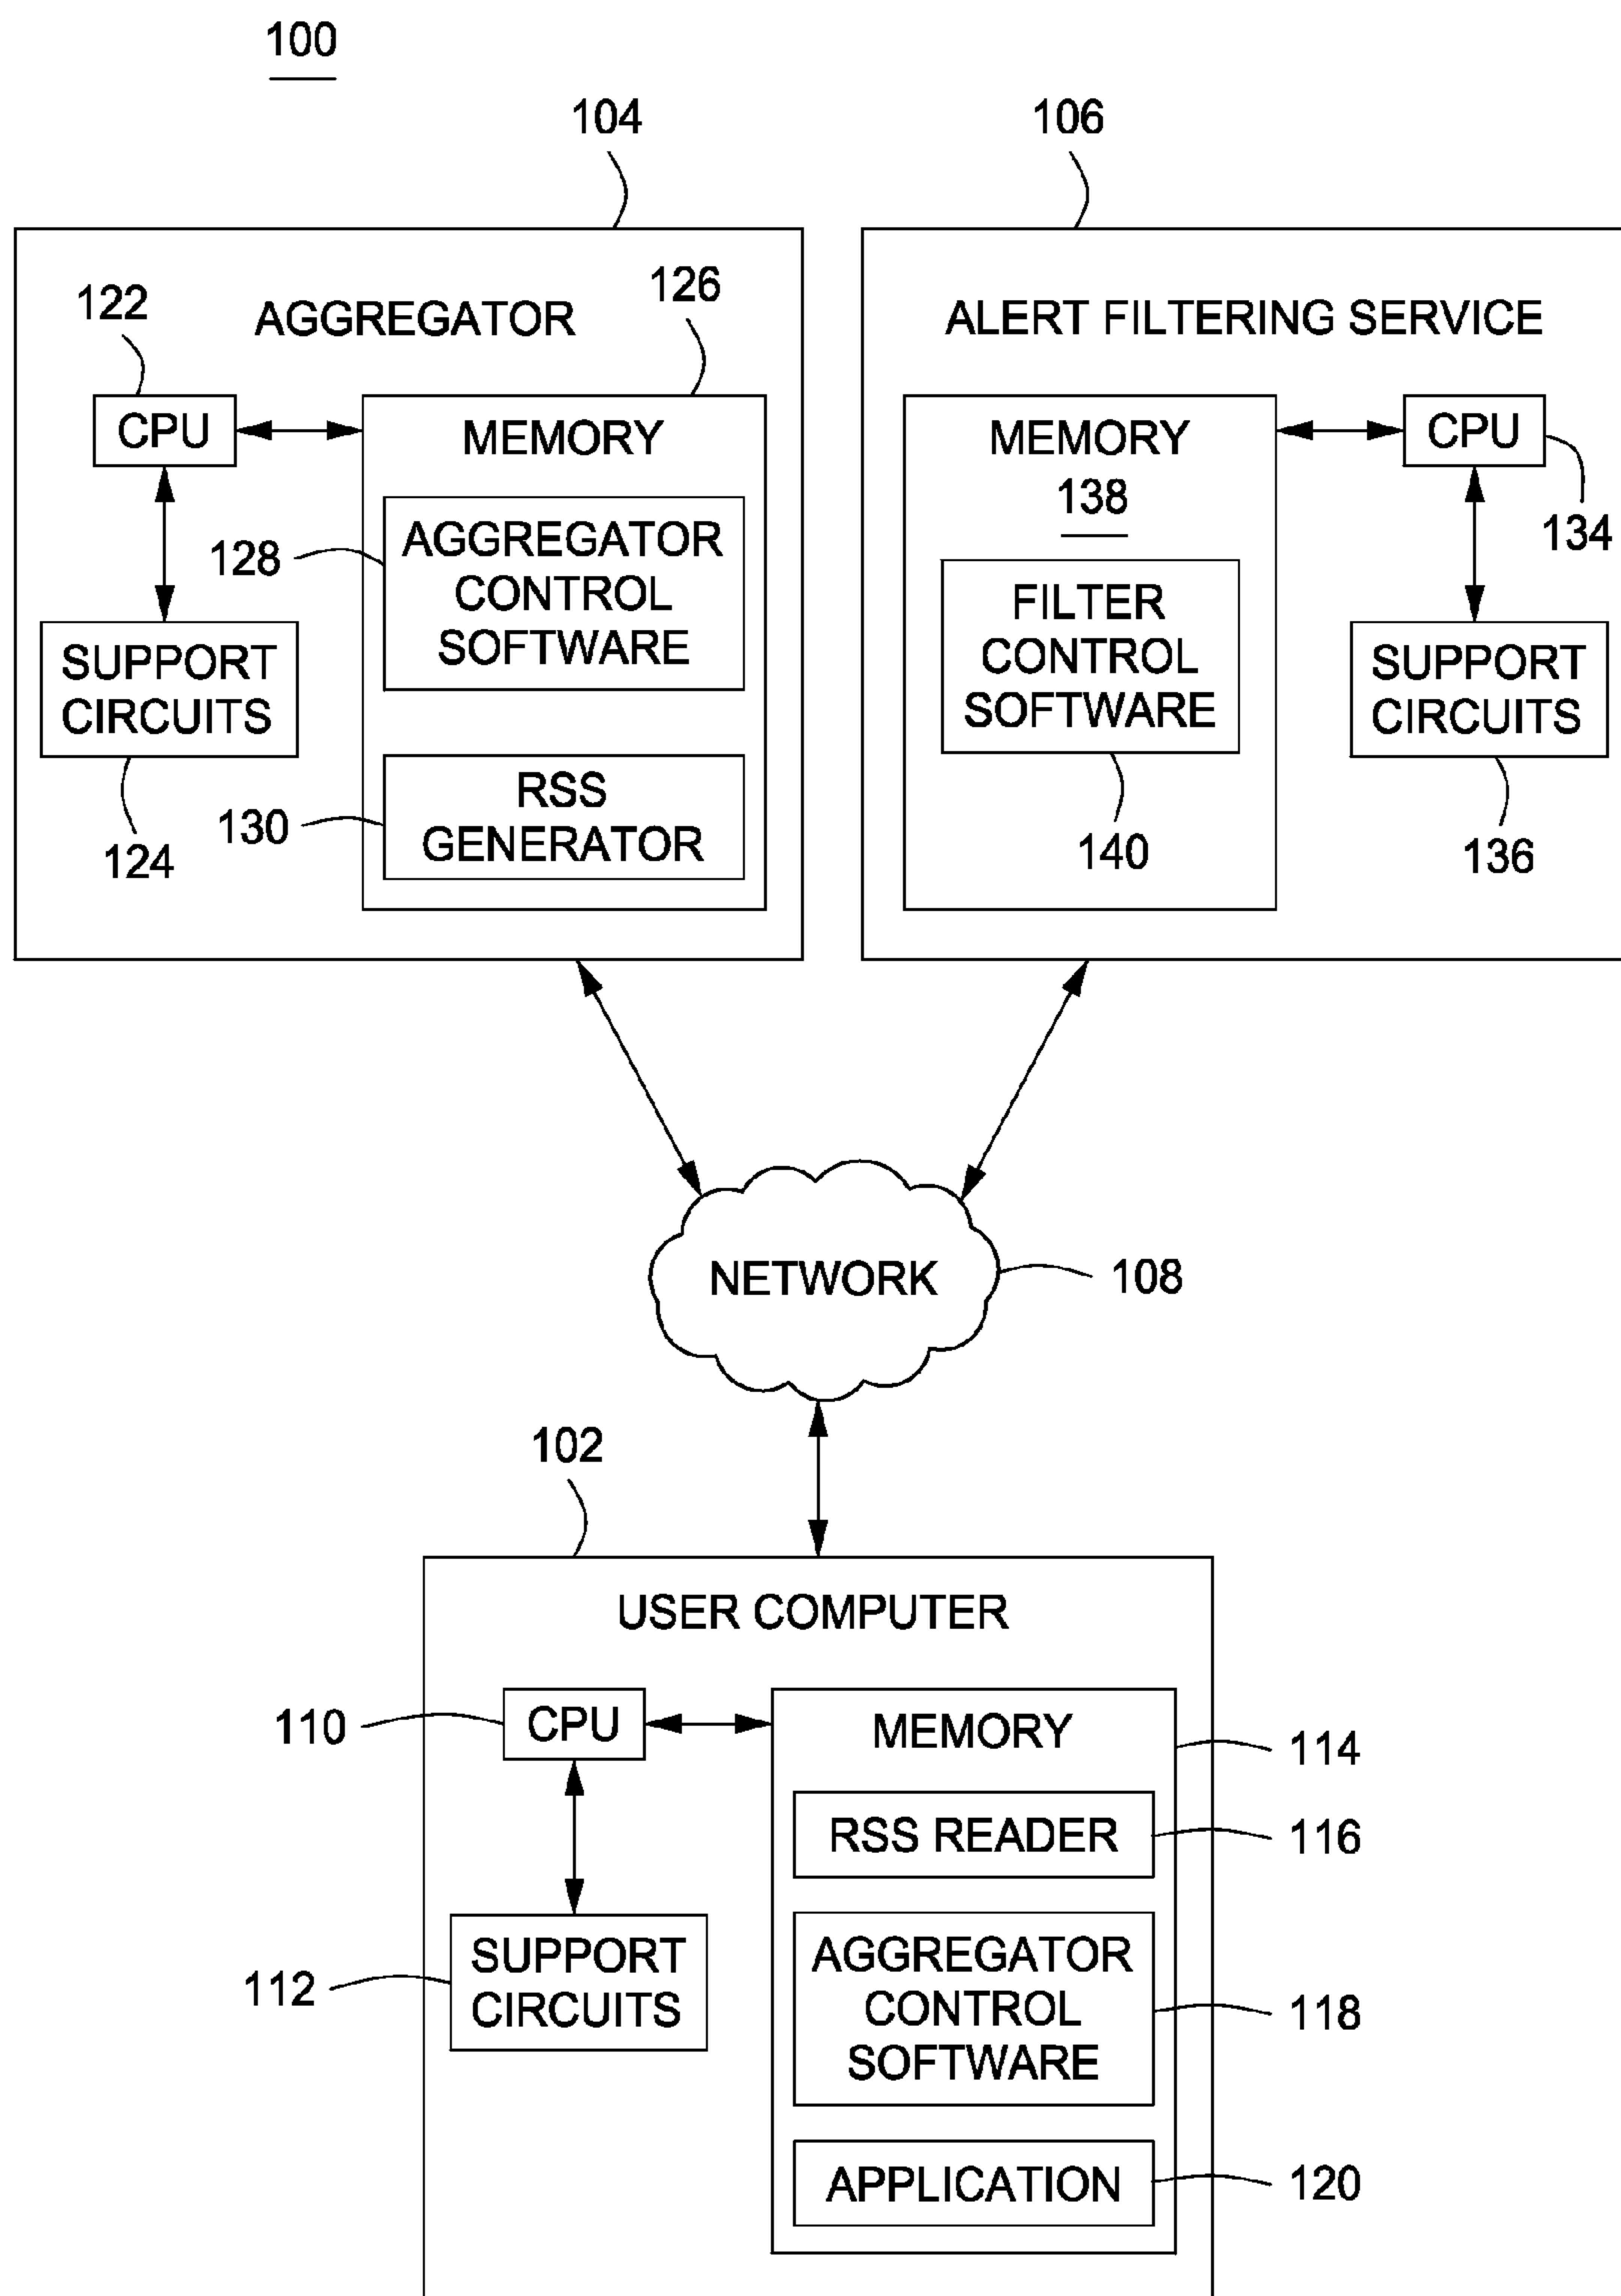 100
104
106
AGGREGATOR
122
126
CPU
MEMORY
128
AGGREGATOR
CONTROL
SOFTWARE
SUPPORT
CIRCUITS
124
130
RSS
GENERATOR
ALERT FILTERING SERVICE
MEMORY
138
CPU
134
FILTER
CONTROL
SOFTWARE
140
SUPPORT
CIRCUITS
136
NETWORK
108
102
USER COMPUTER
110
CPU
MEMORY
114
RSS READER
116
112
SUPPORT
CIRCUITS
AGGREGATOR
CONTROL
SOFTWARE
118
APPLICATION
120